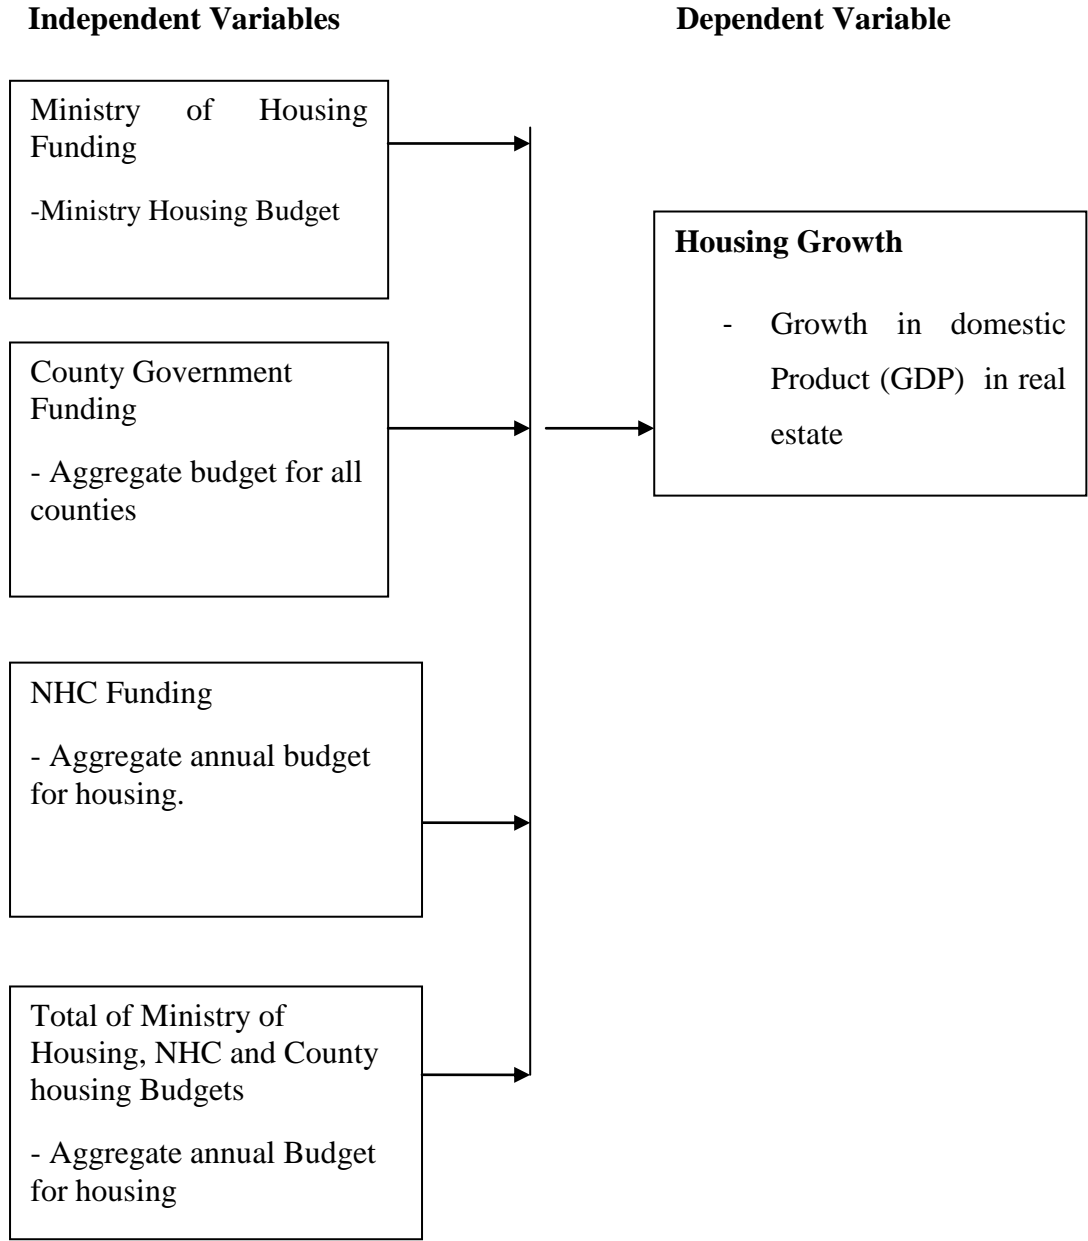 Independent Variables
Dependent Variable
Ministry of Housing
Funding
-Ministry Housing Budget
County Government
Funding
- Aggregate budget for all
counties
NHC Funding
- Aggregate annual budget
for housing.
Total of Ministry of
Housing, NHC and County
housing Budgets
- Aggregate annual Budget
for housing
Housing Growth
- Growth in domestic
Product (GDP) in real
estate